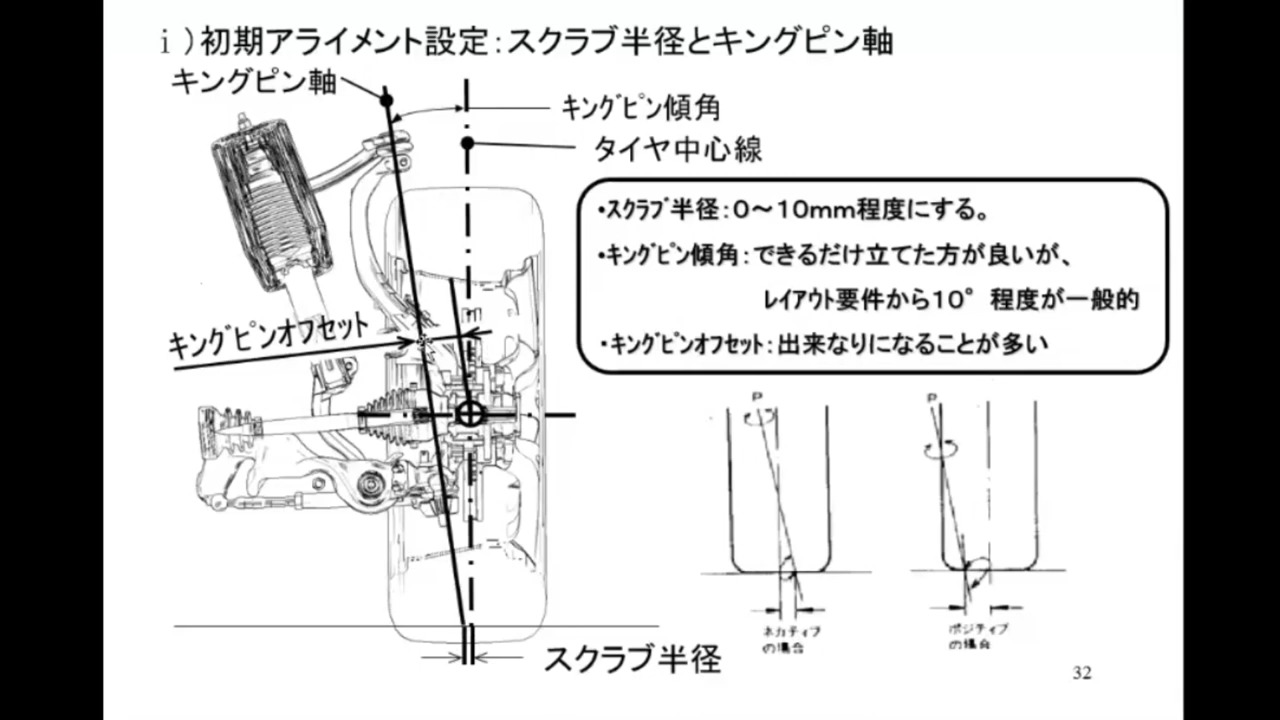 ⅰ）初期アライメント設定：スクラブ半径とキングピン軸
キングピン軸
ｷﾝｸﾞﾋﾟﾝ傾角
タイヤ中心線
・ｽｸﾗﾌﾞ半径：０～１０ｍｍ程度にする。
・ｷﾝｸﾞﾋﾟﾝ傾角：できるだけ立てた方が良いが、
ﾚｲｱｳﾄ要件から１０°程度が一般的
・ｷﾝｸﾞﾋﾟﾝｵﾌｾｯﾄ：出来なりになることが多い
ｷﾝｸﾞﾋﾟﾝオフセット
P
P
ネガティブ
の場合
ポジティブ
の場合
スクラブ半径
32